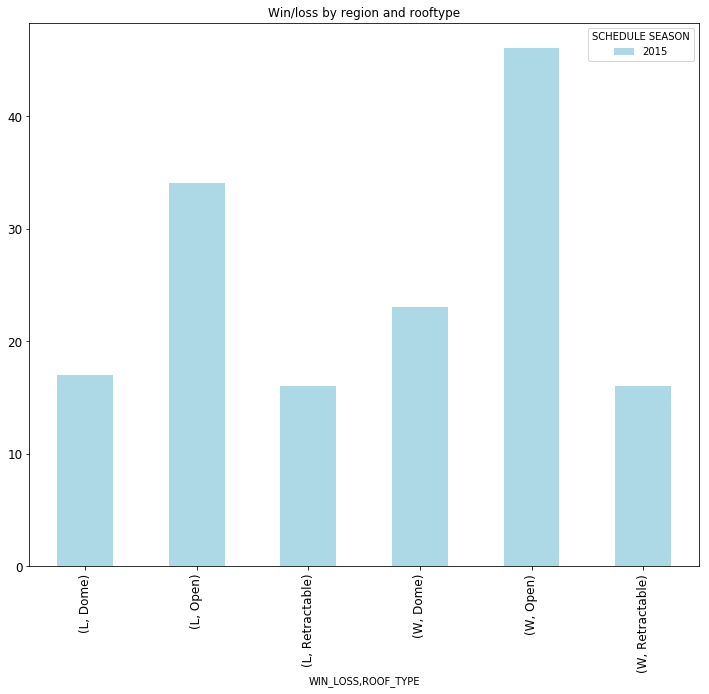 Win/loss by region and rooftype
SCHEDULE SEASON
2015
40
30
20
10
0
(L, Dome)
(L, Open)
(L, Retractable)
(W, Dome)
(W, Open)
(W, Retractable)
WIN_LOSS,ROOF_TYPE